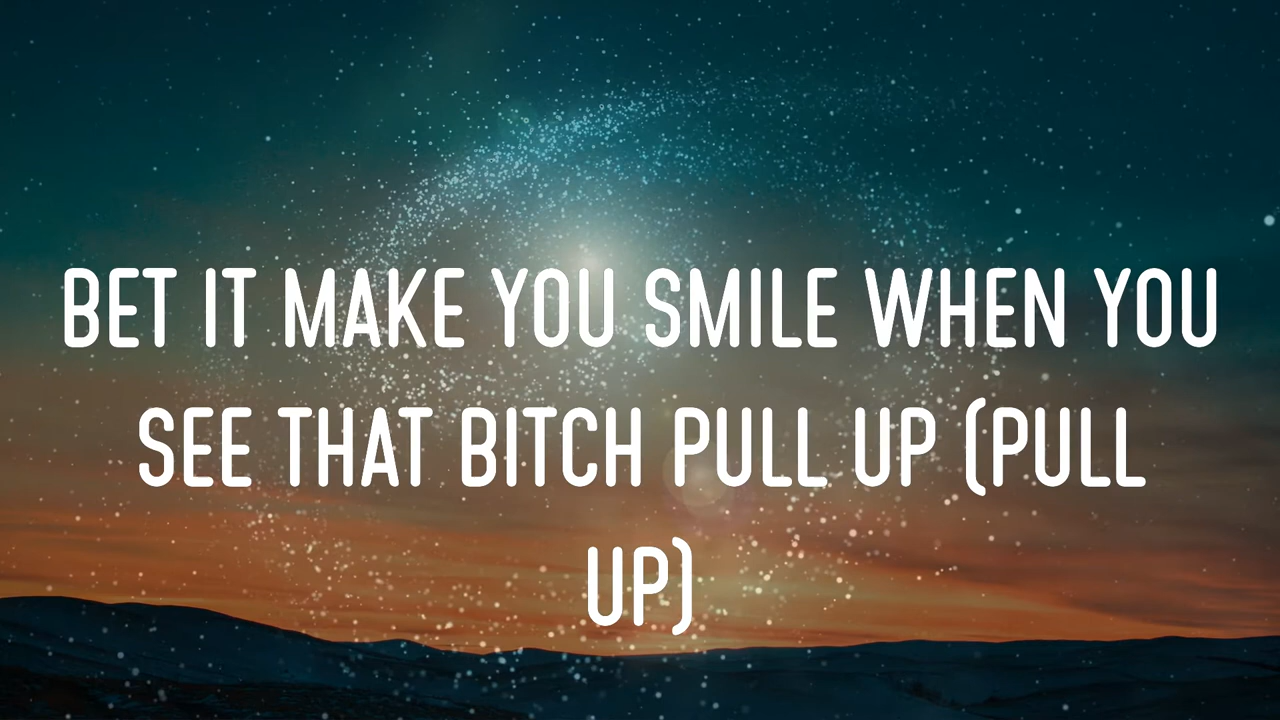 BET IT MAKE YOU SMILE WHEN YOU
SEE THAT BITCH PULL UP (PULL
UP)